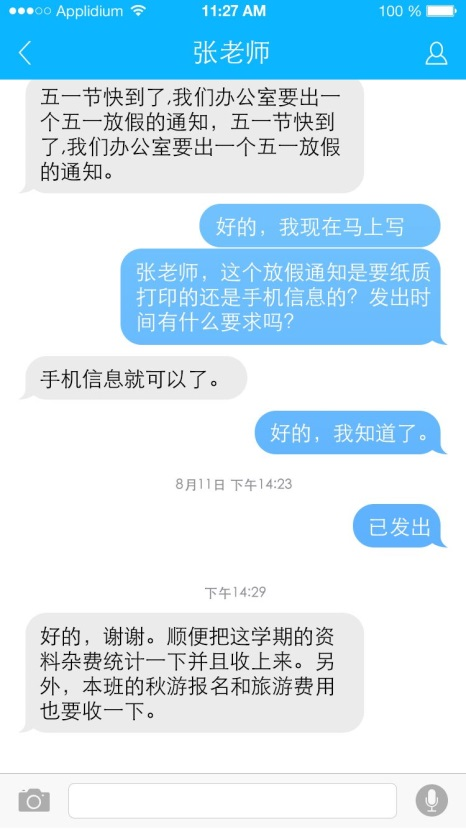 Applidium 11:27 AM 100 %
张老师
五一节快到了,我们办公室要出一
个五一放假的通知，五一节快到
了,我们办公室要出一个五一放假
的通知。
好的，我现在马上写
张老师，这个放假通知是要纸质
打印的还是手机信息的？发出时
间有什么要求吗？
手机信息就可以了。
好的，我知道了。
8月11日 下午14:23
已发出
下午14:29
好的，谢谢。顺便把这学期的资
料杂费统计一下并且收上来。另
外，本班的秋游报名和旅游费用
也要收一下。